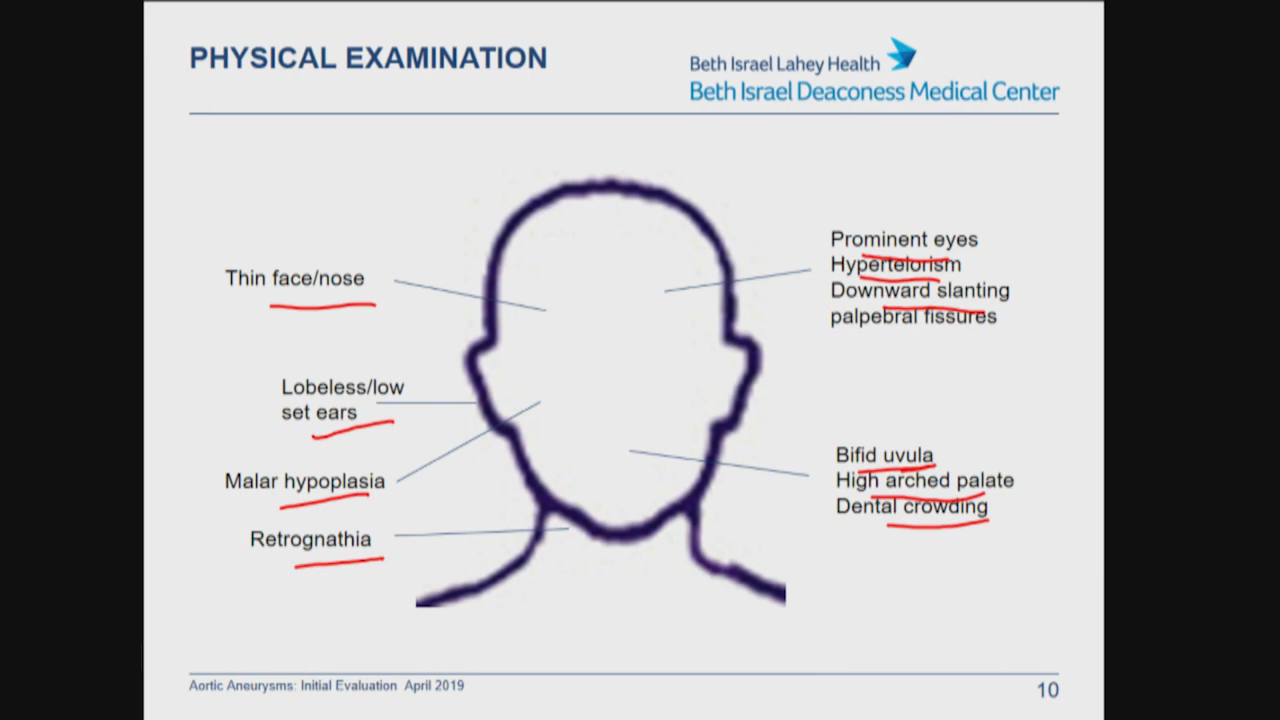 PHYSICAL EXAMINATION
Beth Israel Lahey Health
Beth Israel Deaconess Medical Center
Thin face/nose
Lobeless/low
set ears
Malar hypoplasia
Retrognathia
Prominent eyes
Hypertelorism
Downward slanting
palpebral fissures
Bifid uvula
High arched palate
Dental crowding
Aortic Aneurysms: Initial Evaluation April 2019
10